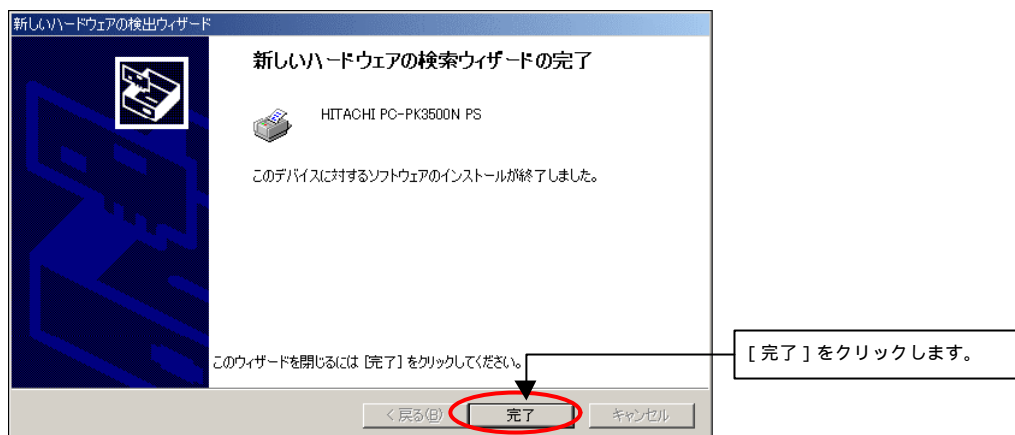 新しいハードウェアの検出ウィザード
新しいハードウェアの検索ウィザードの完了
HITACHI PC-PK3500N PS
このデバイスに対するソフトウェアのインストールが終了しました。
このウィザードを閉じるには [完了] をクリックしてください。
[ 完了 ] をクリックします。
< 戻る(B)
完了
キャンセル